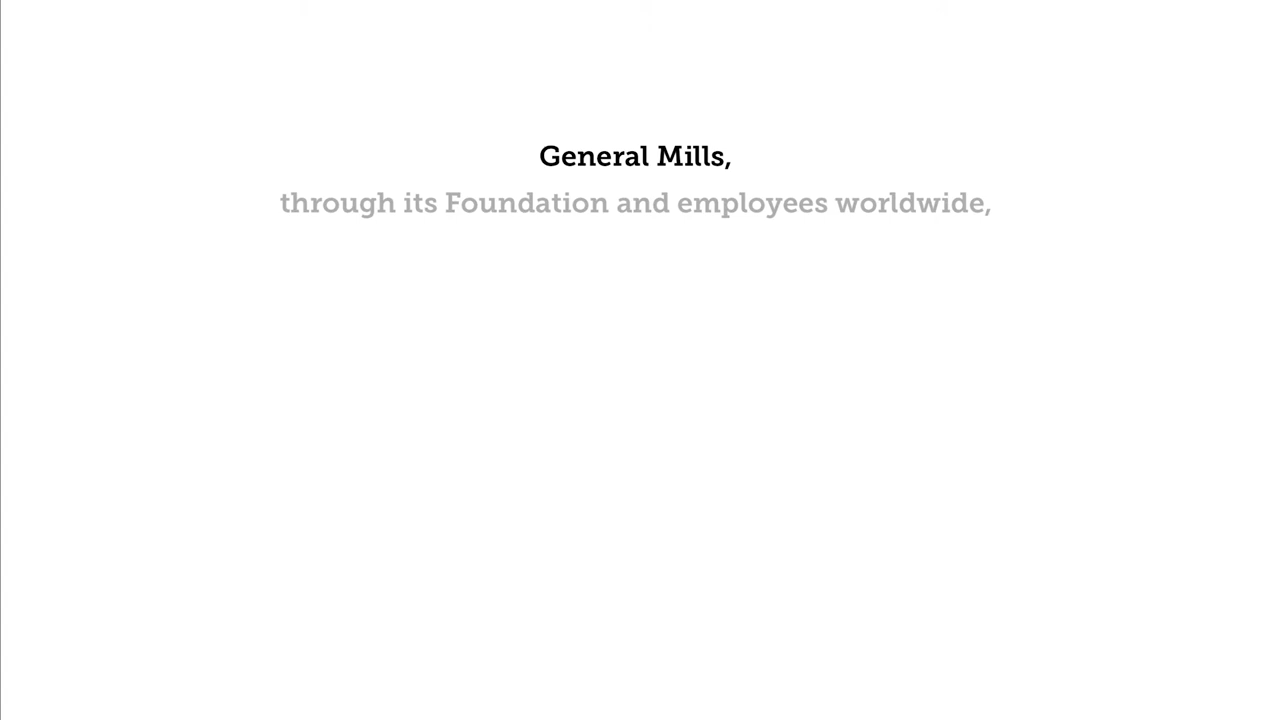 General Mills,
through its Foundation and employees worldwide,